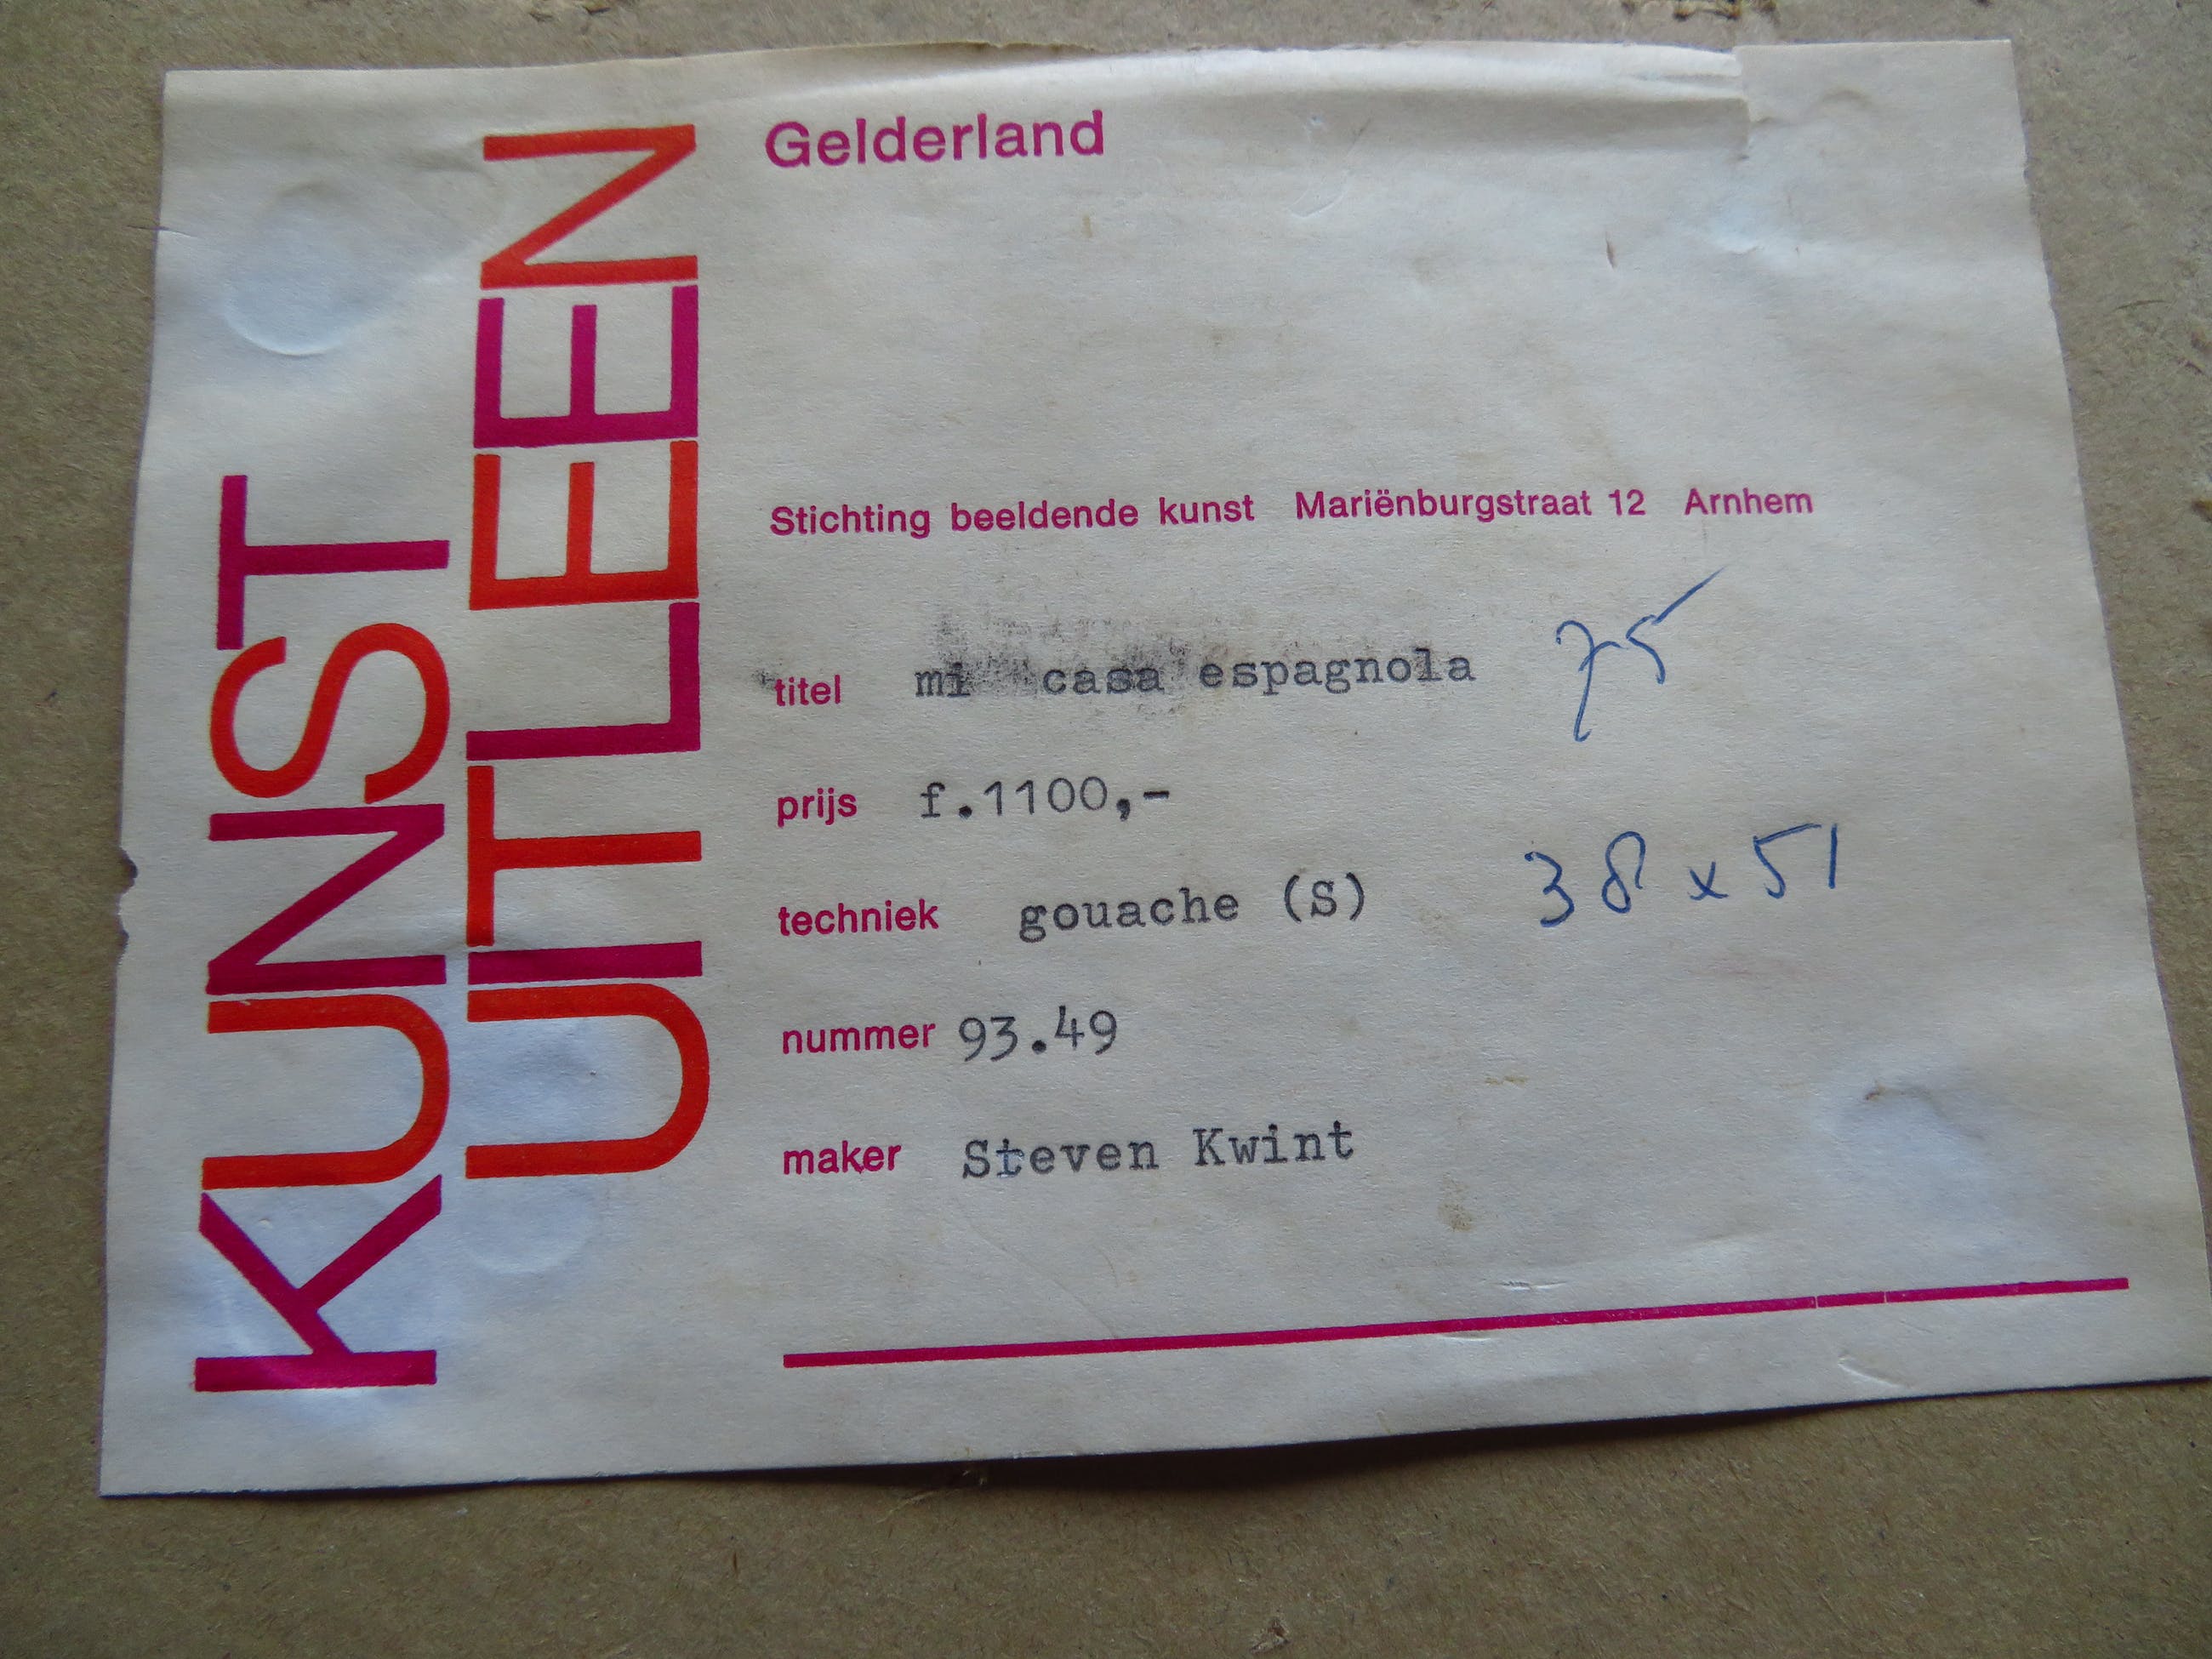 KUNST
UITLEEN
Gelderland
Stichting beeldende kunst Mariënburgstraat 12 Arnhem
titel mi casa espagnola 75
prijs f.1100,-
techniek gouache (S) 38 x 51
nummer 93.49
maker Steven Kwint